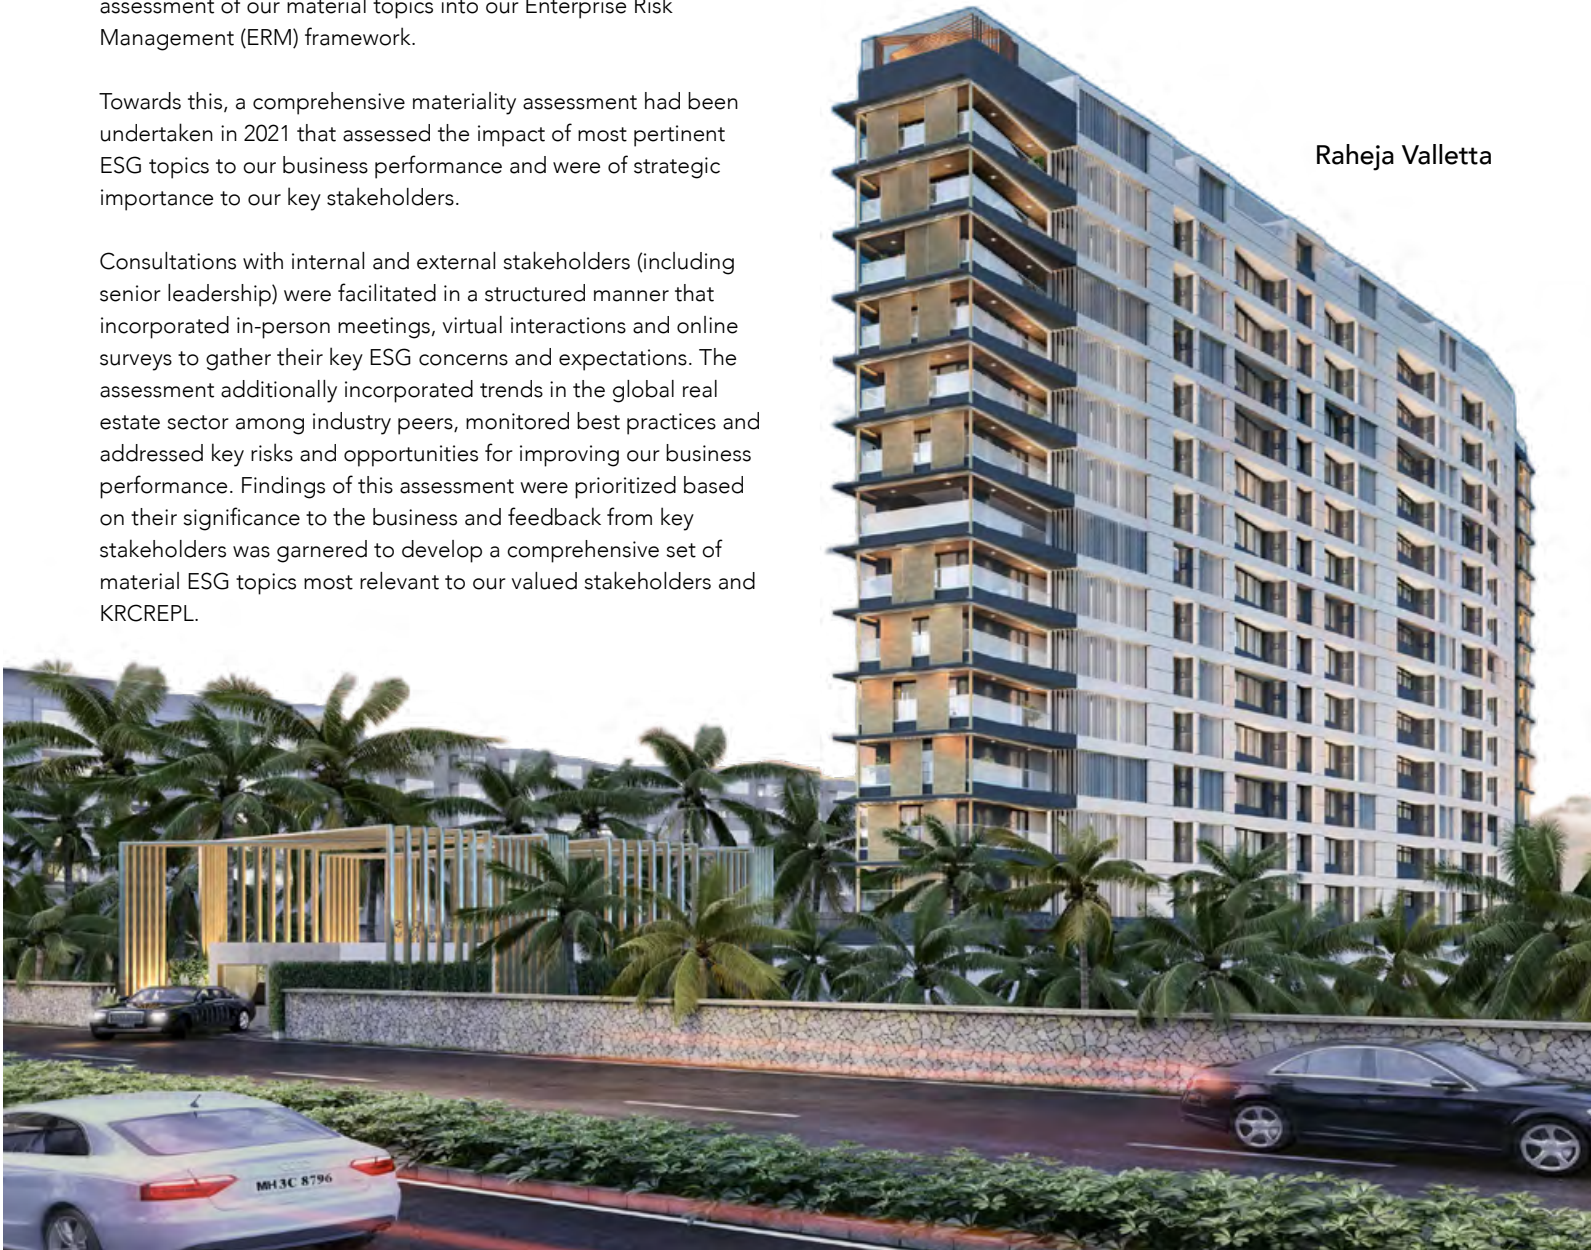 assessment of our material topics into our Enterprise Risk
Management (ERM) framework.
Towards this, a comprehensive materiality assessment had been
undertaken in 2021 that assessed the impact of most pertinent
ESG topics to our business performance and were of strategic
importance to our key stakeholders.
Consultations with internal and external stakeholders (including
senior leadership) were facilitated in a structured manner that
incorporated in-person meetings, virtual interactions and online
surveys to gather their key ESG concerns and expectations. The
assessment additionally incorporated trends in the global real
estate sector among industry peers, monitored best practices and
addressed key risks and opportunities for improving our business
performance. Findings of this assessment were prioritized based
on their significance to the business and feedback from key
stakeholders was garnered to develop a comprehensive set of
material ESG topics most relevant to our valued stakeholders and
KRCREPL.
Raheja Valletta
MH3C 8796